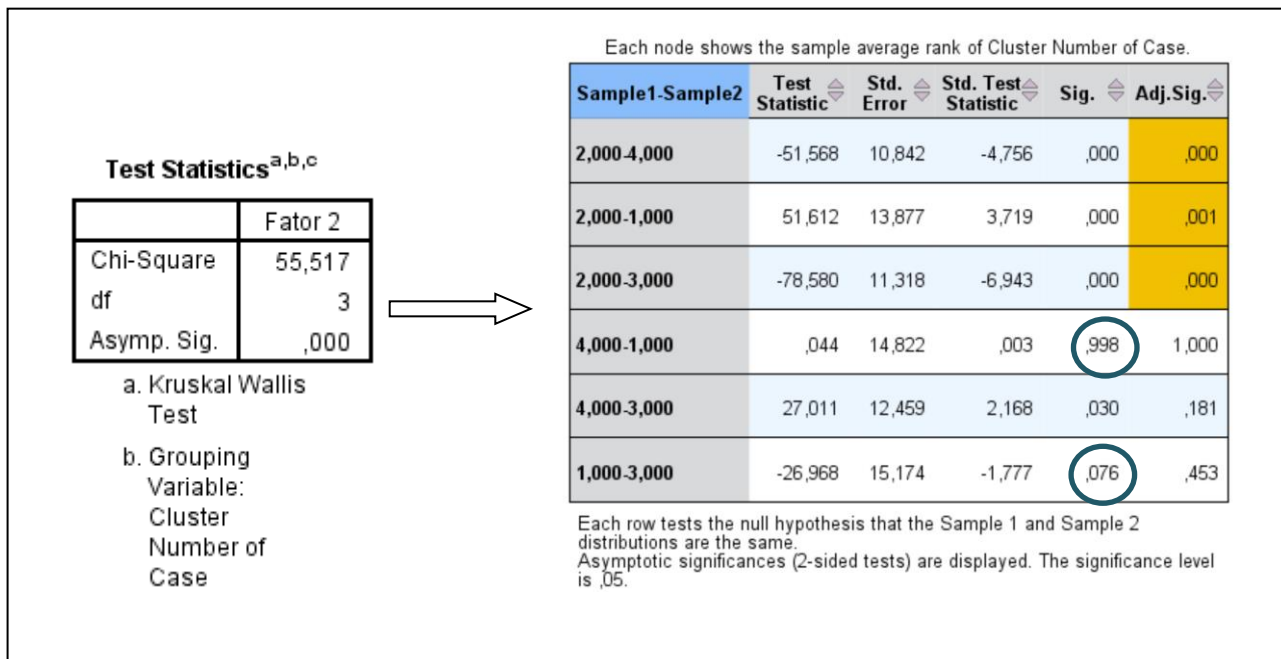 Test Statistics a,b,c
Fator 2
Chi-Square 55,517
df 3
Asymp. Sig. ,000
a. Kruskal Wallis
Test
b. Grouping
Variable:
Cluster
Number of
Case
Each node shows the sample average rank of Cluster Number of Case.
Sample1-Sample2 Test Statistic Std. Error Std. Test Statistic Sig. Adj.Sig.
2,000-4,000 -51,568 10,842 -4,756 ,000 ,000
2,000-1,000 51,612 13,877 3,719 ,000 ,001
2,000-3,000 -78,580 11,318 -6,943 ,000 ,000
4,000-1,000 ,044 14,822 ,003 ,998 1,000
4,000-3,000 27,011 12,459 2,168 ,030 ,181
1,000-3,000 -26,968 15,174 -1,777 ,076 ,453
Each row tests the null hypothesis that the Sample 1 and Sample 2
distributions are the same.
Asymptotic significances (2-sided tests) are displayed. The significance level
is ,05.